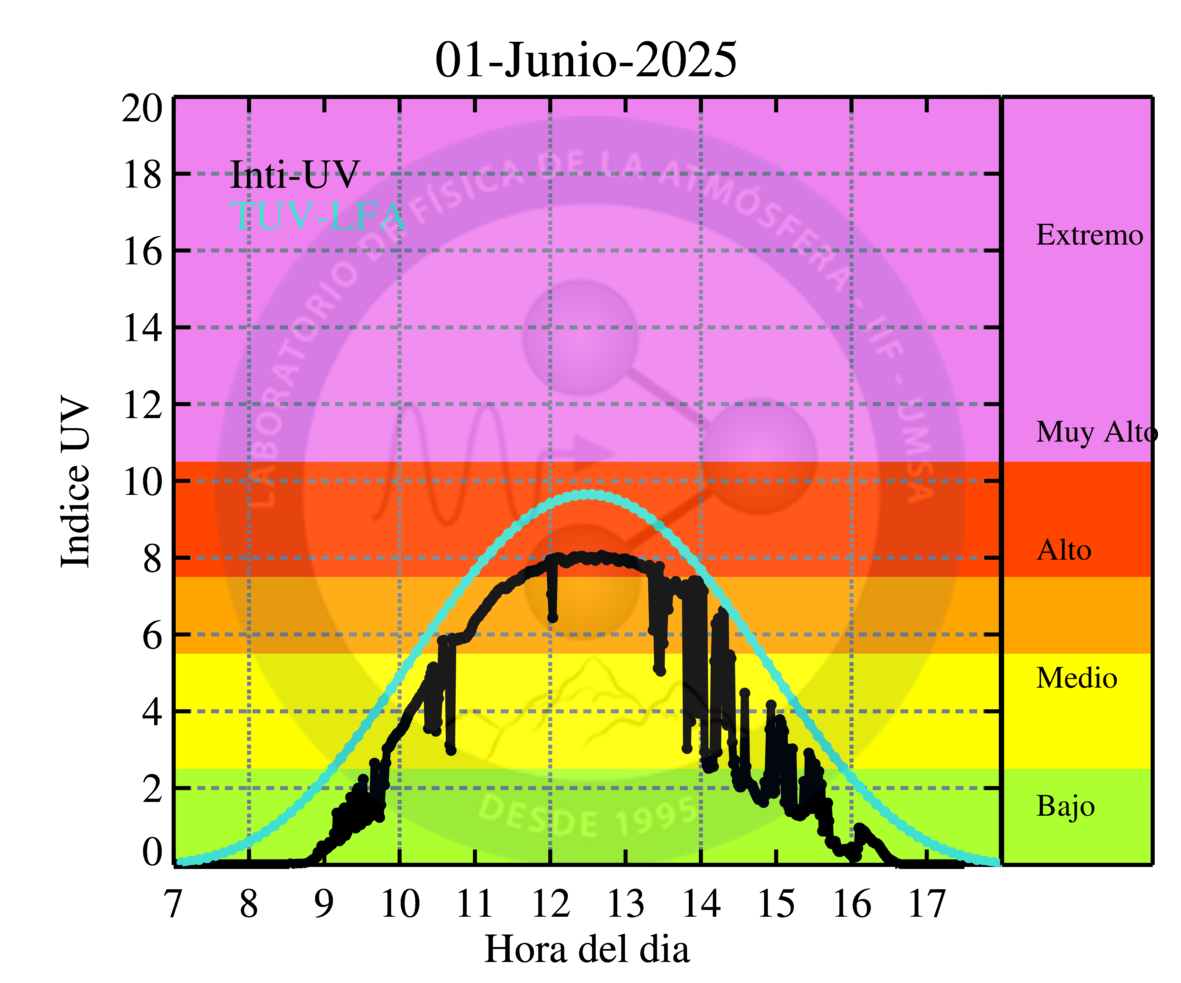 01-Junio-2025
20
18
16
14
12
10
8
6
4
2
0
Indice UV
Inti-UV
TUV-LFA
LABORATORIO DE FÍSICA DE LA ATMÓSFERA - IIF - UMSA
DESDE 1995
Extremo
Muy Alto
Alto
Medio
Bajo
7 8 9 10 11 12 13 14 15 16 17
Hora del dia